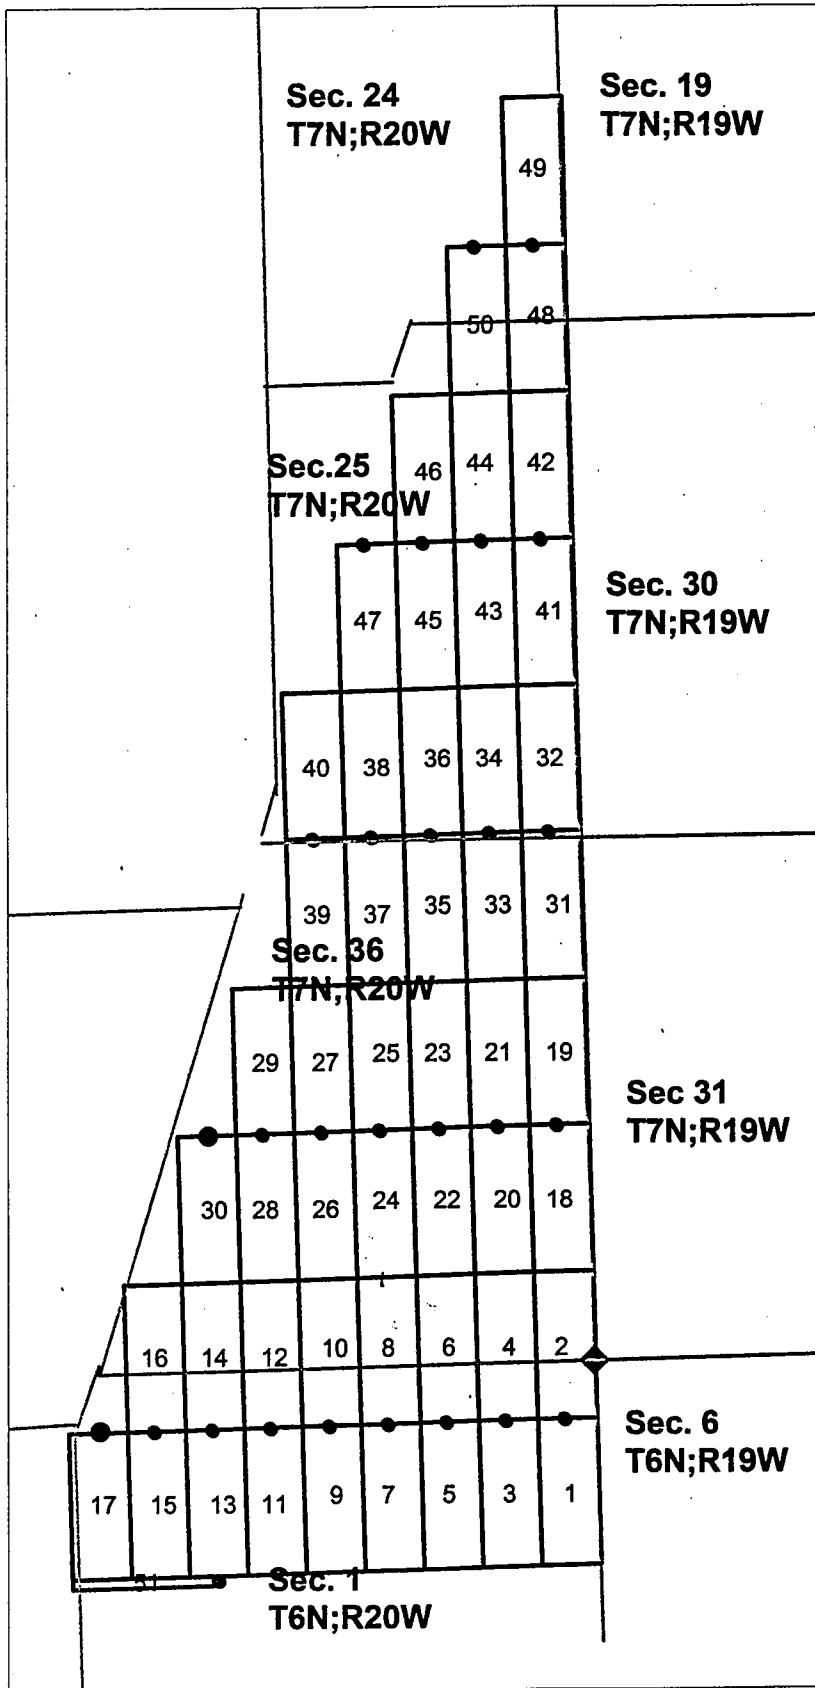 Sec. 24
T7N;R20W
Sec. 19
T7N;R19W
49
50 48
Sec.25
T7N;R20W
46 44 42
47 45 43 41
Sec. 30
T7N;R19W
40 38 36 34 32
39 37 35 33 31
Sec. 36
T7N;R20W
29 27 25 23 21 19
Sec 31
T7N;R19W
30 28 26 24 22 20 18
16 14 12 10 8 6 4 2
Sec. 6
T6N;R19W
17 15 13 11 9 7 5 3 1
51
Sec. 1
T6N;R20W